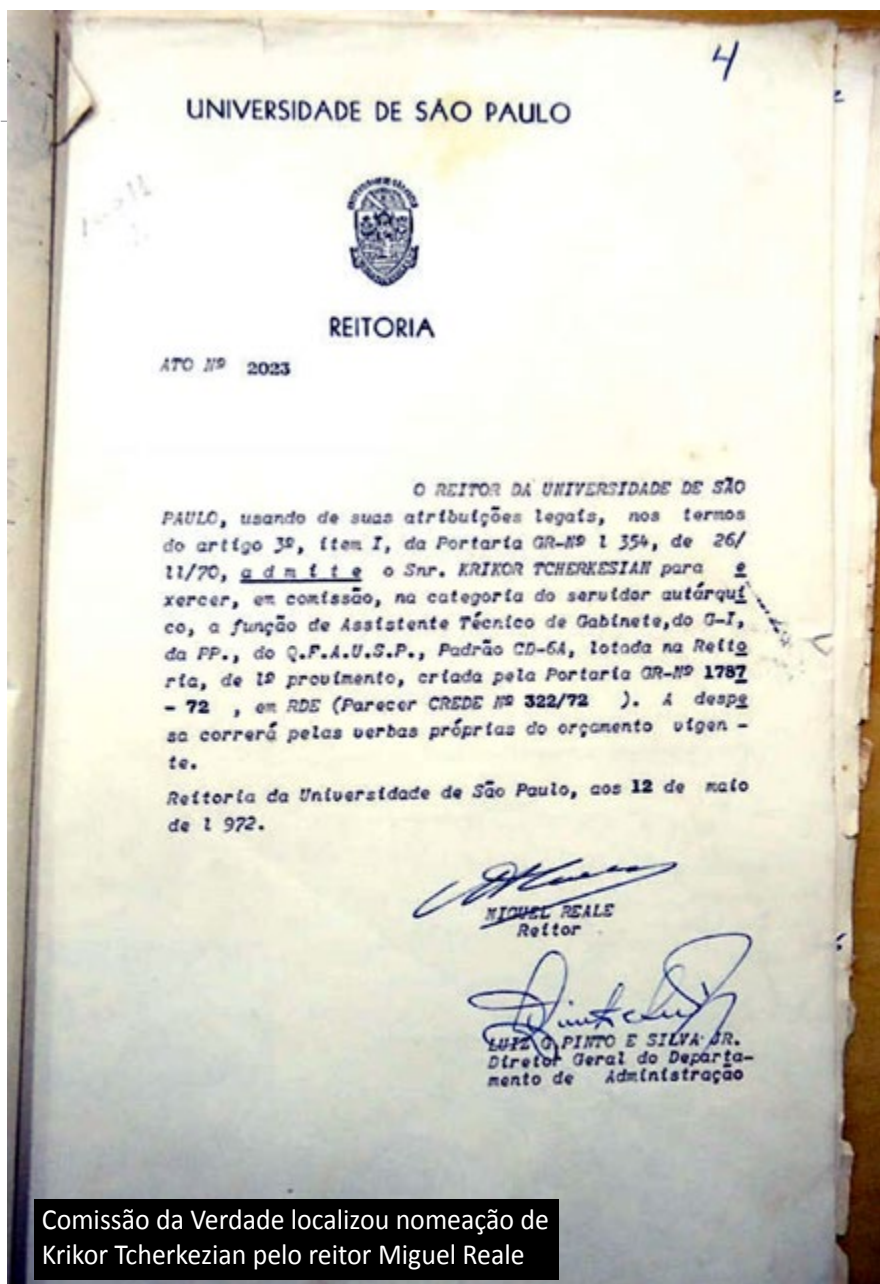 4
UNIVERSIDADE DE SÃO PAULO
REITORIA
ATO Nº 2023
O REITOR DA UNIVERSIDADE DE SÃO
PAULO, usando de suas atribuições legais, nos termos
do artigo 3º, item I, da Portaria GR-Nº 1 354, de 26/
11/70, a d m i t e o Snr. KRIKOR TCHERKESIAN para e
xercer, em comissão, na categoria do servidor autárqui
co, a função de Assistente Técnico de Gabinete,do G-I,
da PP., do Q.F.A.U.S.P., Padrão CD-6A, lotada na Reito
ria, de 1º provimento, criada pela Portaria GR-Nº 1787
- 72 , em RDE (Parecer CREDE Nº 322/72 ). A despe
sa correrá pelas verbas próprias do orçamento vigen -
te.
Reitoria da Universidade de São Paulo, aos 12 de maio
de 1 972.
MIGUEL REALE
Reitor
LUIZ G PINTO E SILVA JR.
Diretor Geral do Departa-
mento de Administração
Comissão da Verdade localizou nomeação de
Krikor Tcherkezian pelo reitor Miguel Reale